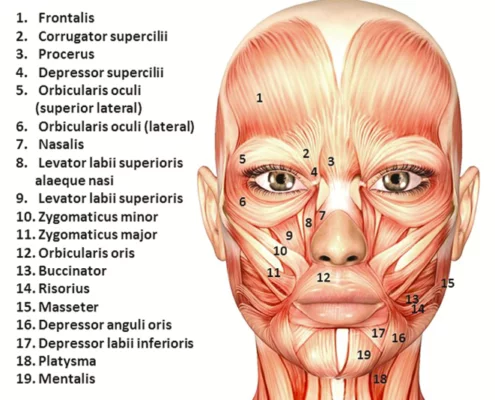 1. Frontalis
2. Corrugator supercilii
3. Procerus
4. Depressor supercilii
5. Orbicularis oculi
(superior lateral)
6. Orbicularis oculi (lateral)
7. Nasalis
8. Levator labii superioris
alaeque nasi
9. Levator labii superioris
10. Zygomaticus minor
11. Zygomaticus major
12. Orbicularis oris
13. Buccinator
14. Risorius
15. Masseter
16. Depressor anguli oris
17. Depressor labii inferioris
18. Platysma
19. Mentalis
1
2
3
4
5
6
7
8
9
10
11
12
13
14
15
16
17
19
18